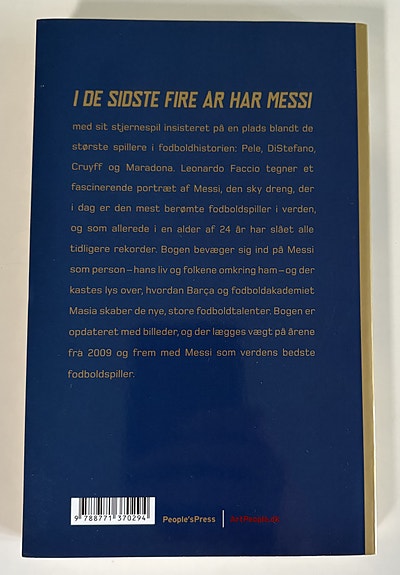 I DE SIDSTE FIRE ÅR HAR MESSI
med sit stjernespil insisteret på en plads blandt de
største spillere i fodboldhistorien: Pele, DiStefano,
Cruyff og Maradona. Leonardo Faccio tegner et
fascinerende portræt af Messi, den sky dreng, der
i dag er den mest berømte fodboldspiller i verden,
og som allerede i en alder af 24 år har slået alle
tidligere rekorder. Bogen bevæger sig ind på Messi
som person – hans liv og folkene omkring ham – og der
kastes lys over, hvordan Barça og fodboldakademiet
Masia skaber de nye, store fodboldtalenter. Bogen er
opdateret med billeder, og der lægges vægt på årene
fra 2009 og frem med Messi som verdens bedste
fodboldspiller.
9 788771 370294
People'sPress
ArtPeople.dk